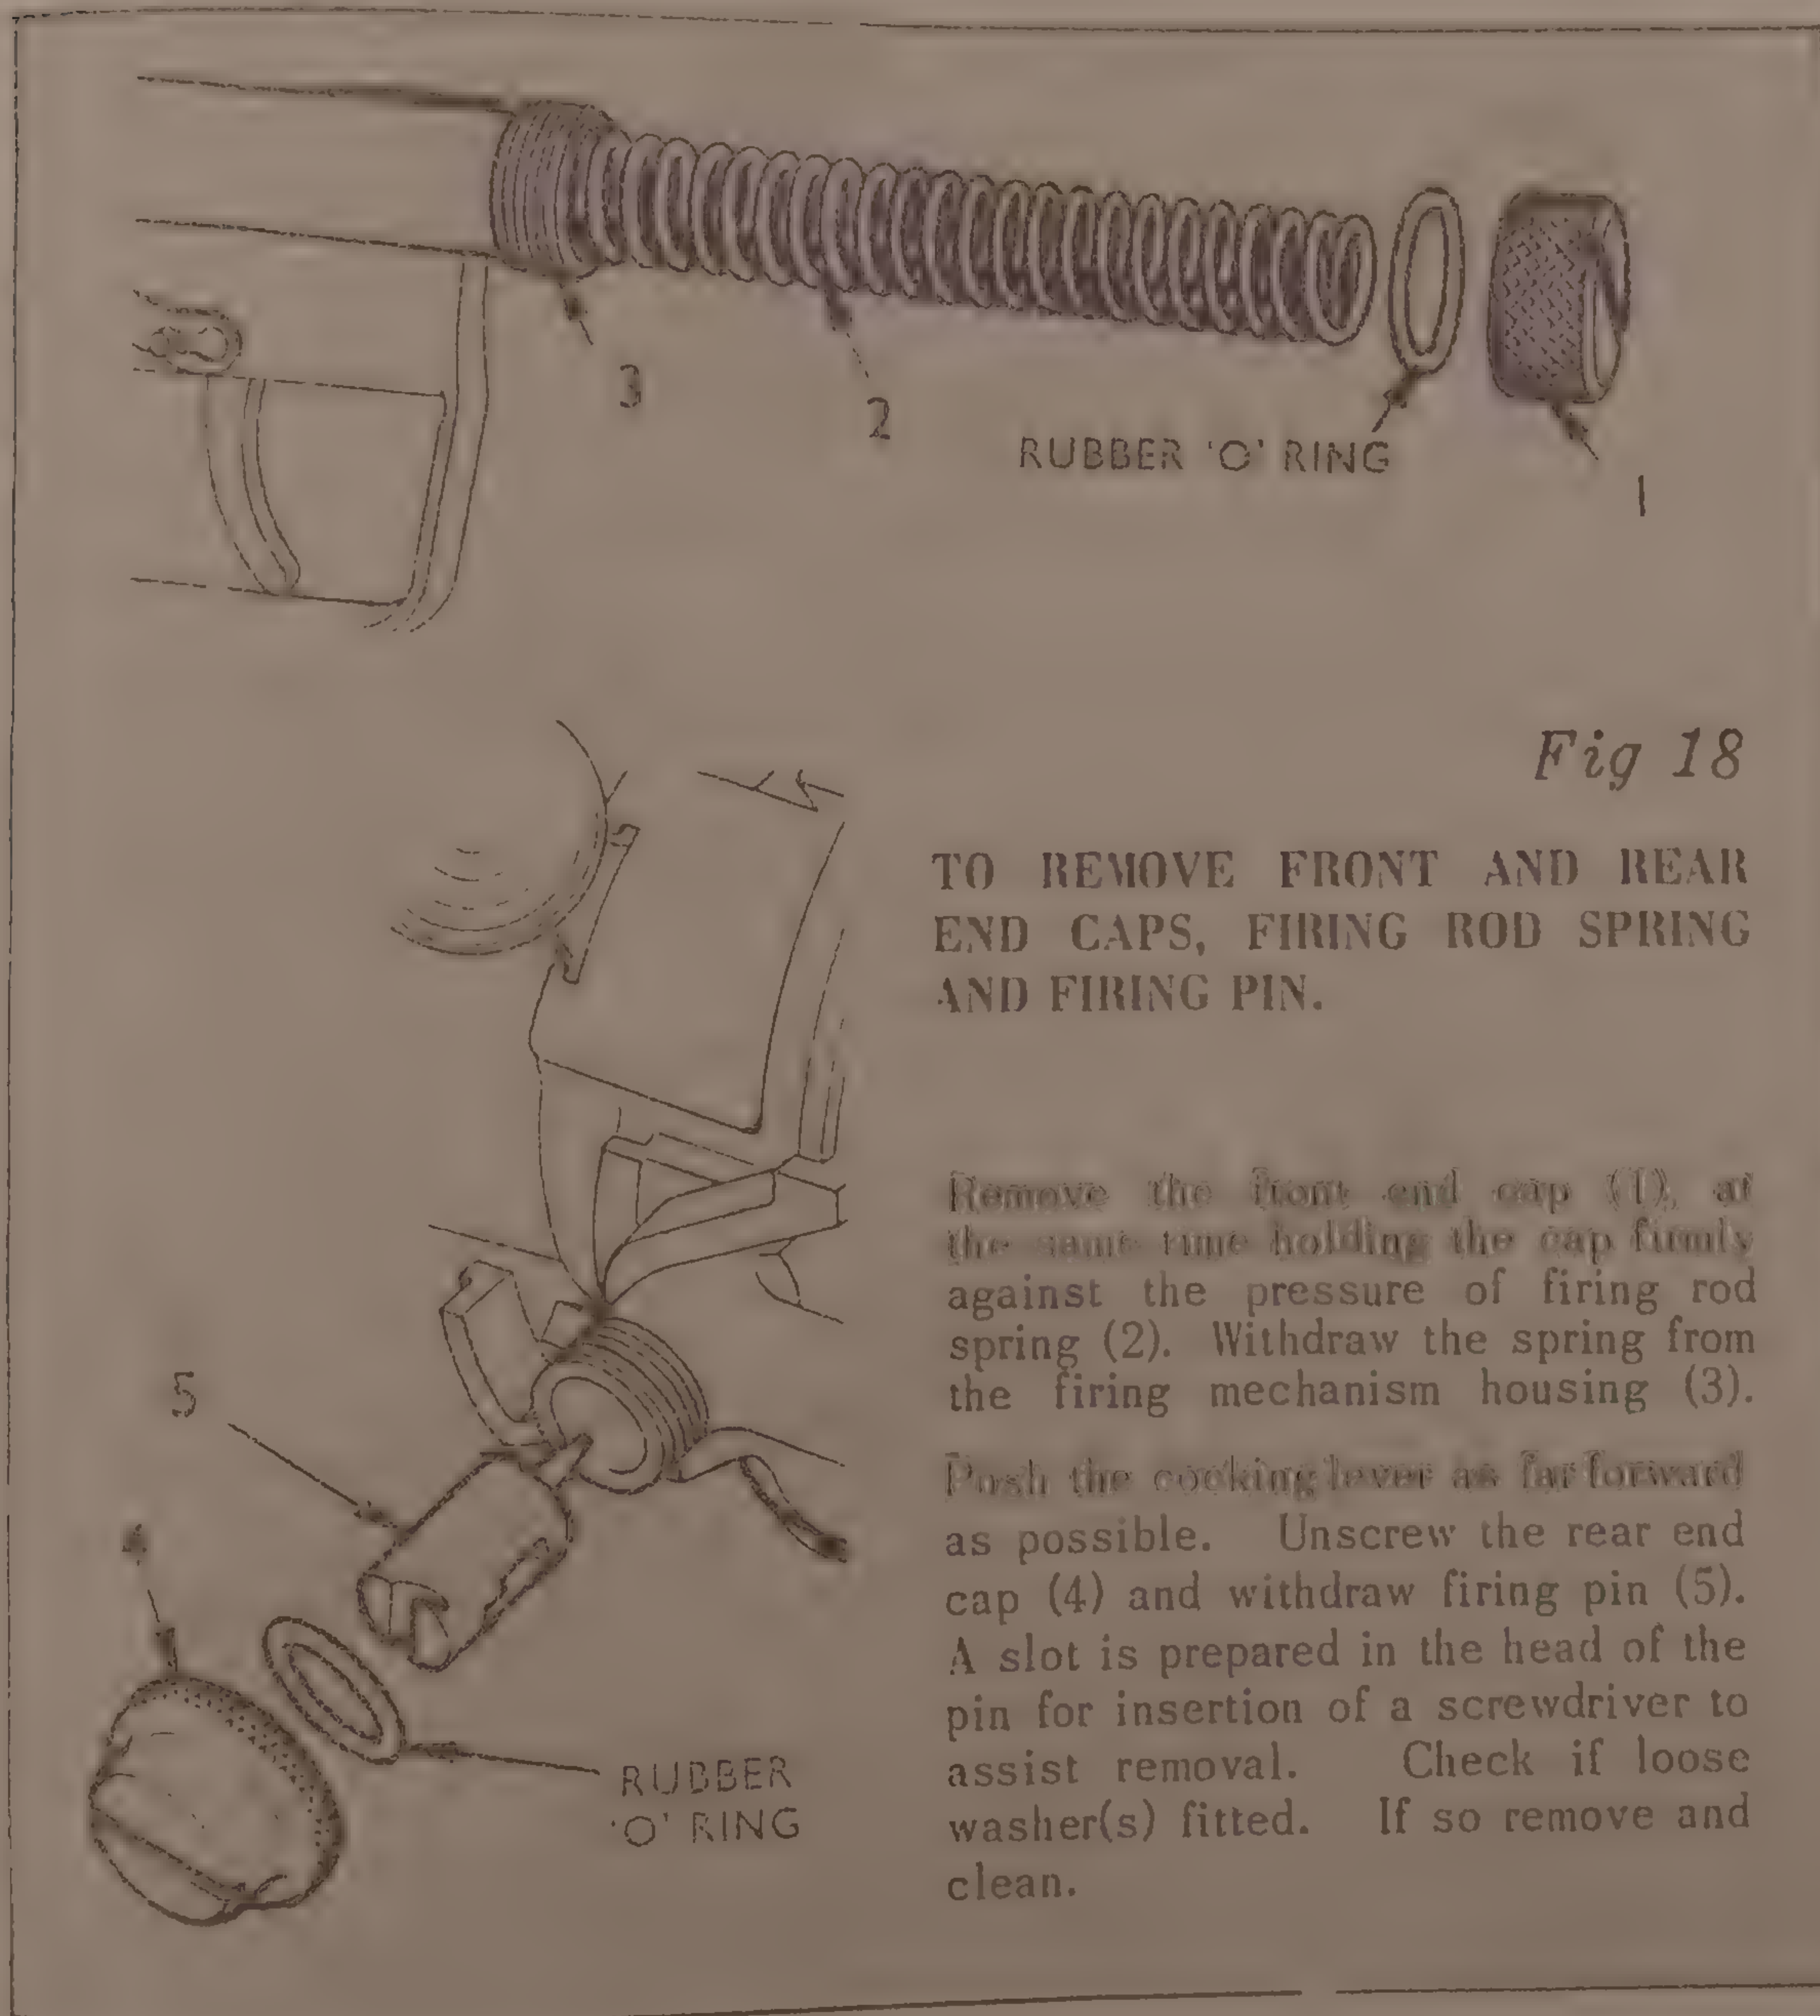 3
2
RUBBER 'O' RING
1
Fig 18
TO REMOVE FRONT AND REAR
END CAPS, FIRING ROD SPRING
AND FIRING PIN.
Remove the front end cap (1), at
the same time holding the cap firmly
against the pressure of firing rod
spring (2). Withdraw the spring from
the firing mechanism housing (3).
Push the cocking lever as far forward
as possible. Unscrew the rear end
cap (4) and withdraw firing pin (5).
A slot is prepared in the head of the
pin for insertion of a screwdriver to
assist removal. Check if loose
washer(s) fitted. If so remove and
clean.
5
4
RUBBER
'O' RING